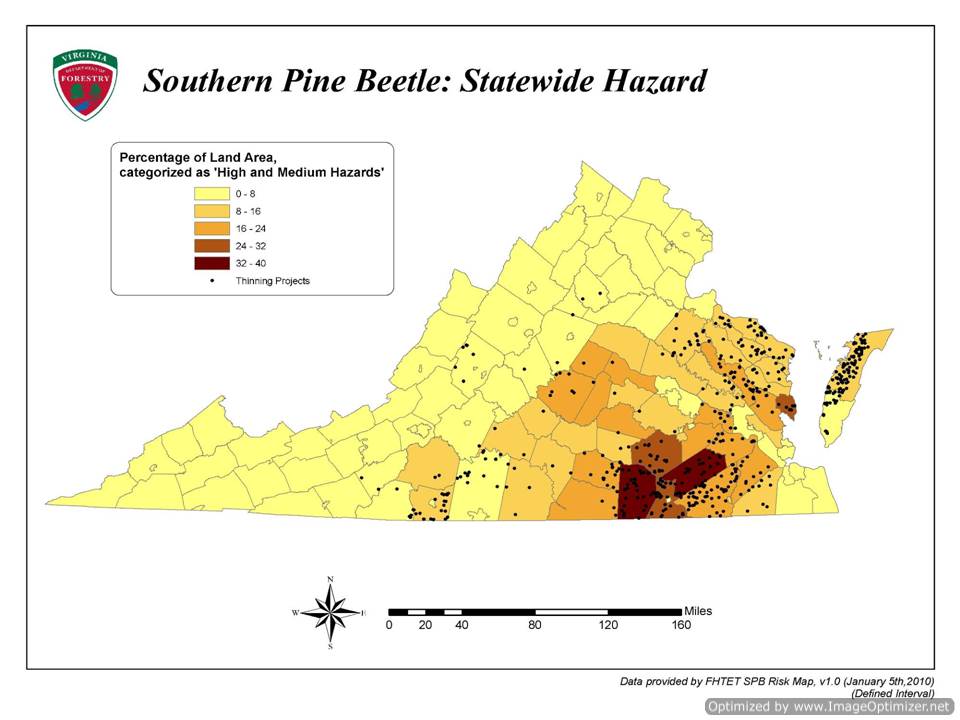 VIRGINIA
DEPARTMENT OF
FORESTRY
Southern Pine Beetle: Statewide Hazard
Percentage of Land Area,
categorized as 'High and Medium Hazards'
0 - 8
8 - 16
16 - 24
24 - 32
32 - 40
Thinning Projects
N
W E
S
Miles
0 20 40 80 120 160
Data provided by FHTET SPB Risk Map, v1.0 (January 5th,2010)
(Defined Interval)
Optimized by www.ImageOptimizer.net